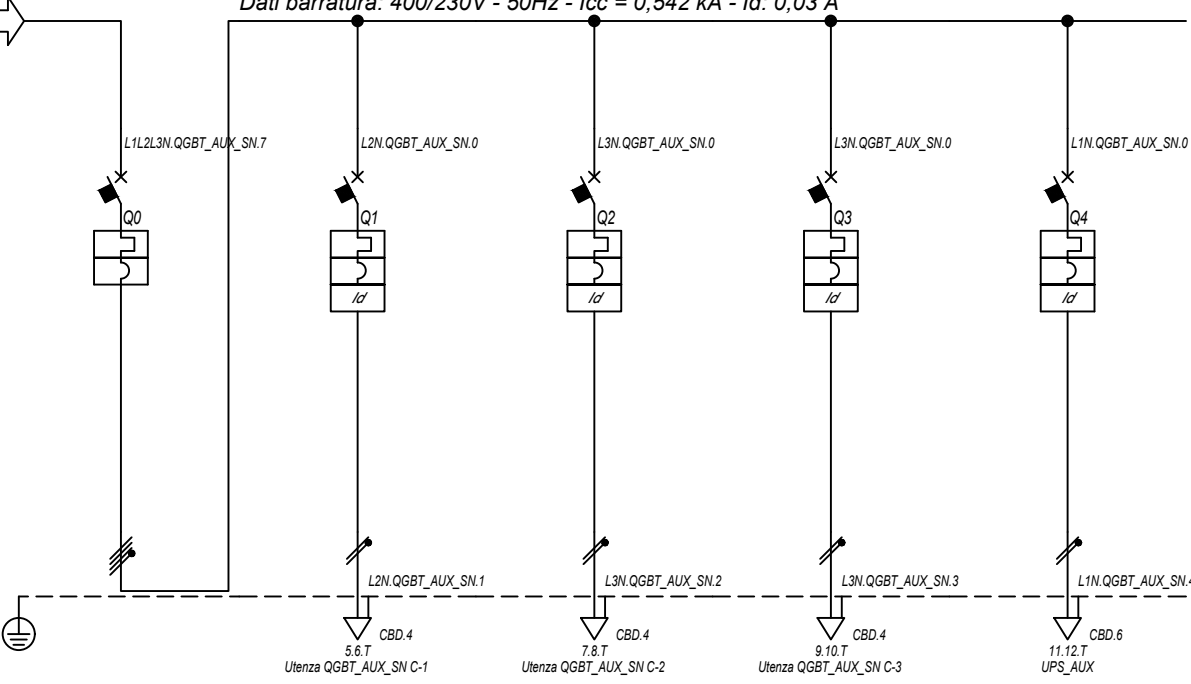 Dati barratura: 400/230V - 50Hz - Icc = 0,542 kA - Id: 0,03 A
L1L2L3N.QGBT_AUX_SN.7
L2N.QGBT_AUX_SN.0
L3N.QGBT_AUX_SN.0
L3N.QGBT_AUX_SN.0
L1N.QGBT_AUX_SN.0
Q0
Q1
Q2
Q3
Q4
Id
Id
Id
Id
L2N.QGBT_AUX_SN.1
L3N.QGBT_AUX_SN.2
L3N.QGBT_AUX_SN.3
L1N.QGBT_AUX_SN.4
CBD.4
CBD.4
CBD.4
CBD.6
5.6.T
7.8.T
9.10.T
11.12.T
Utenza QGBT_AUX_SN C-1
Utenza QGBT_AUX_SN C-2
Utenza QGBT_AUX_SN C-3
UPS_AUX